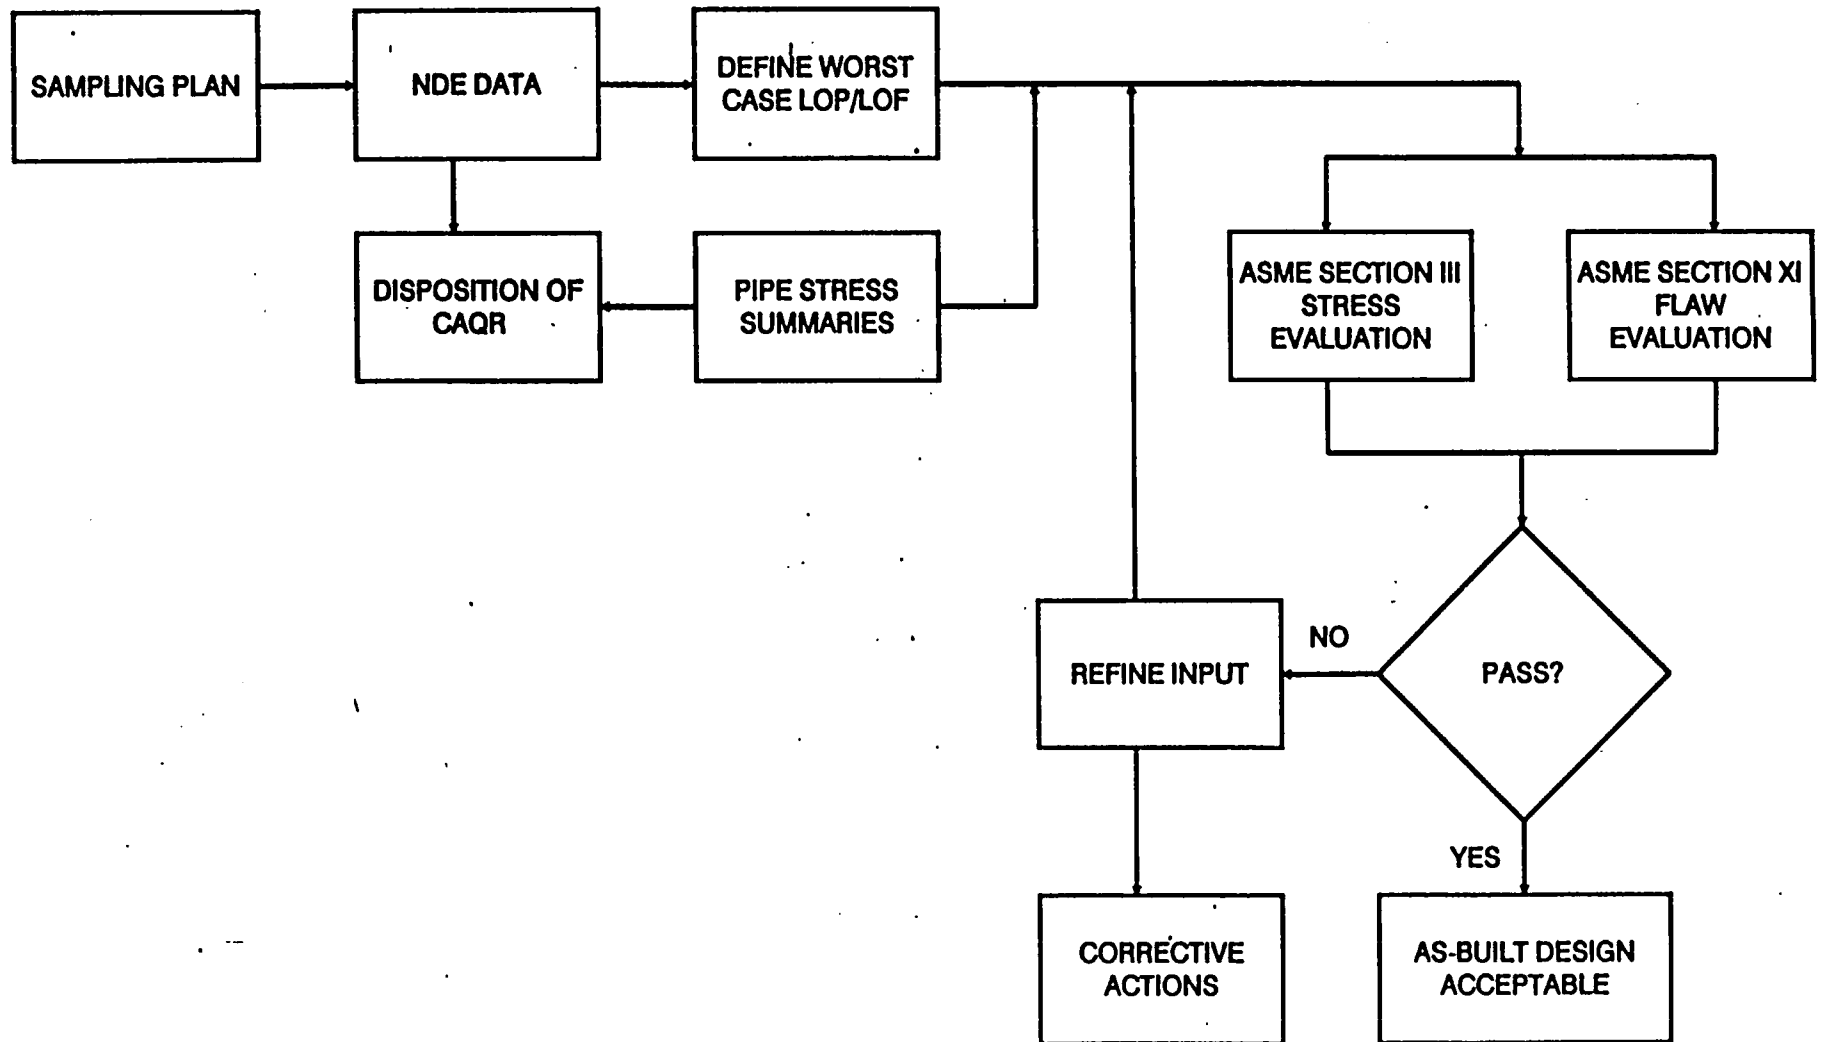 SAMPLING PLAN
NDE DATA
DEFINE WORST
CASE LOP/LOF
DISPOSITION OF
CAQR
PIPE STRESS
SUMMARIES
ASME SECTION III
STRESS
EVALUATION
ASME SECTION XI
FLAW
EVALUATION
REFINE INPUT
NO
PASS?
YES
CORRECTIVE
ACTIONS
AS-BUILT DESIGN
ACCEPTABLE